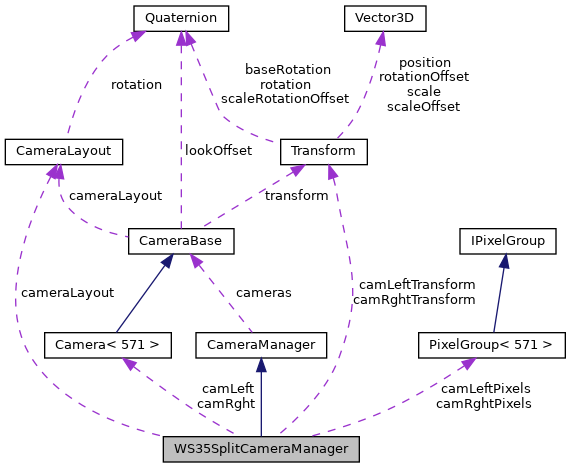 Quaternion
Vector3D
rotation
baseRotation
rotation
scaleRotationOffset
position
rotationOffset
scale
scaleOffset
CameraLayout
lookOffset
Transform
cameraLayout
transform
CameraBase
IPixelGroup
cameraLayout
cameras
camLeftTransform
camRghtTransform
Camera< 571 >
CameraManager
PixelGroup< 571 >
camLeft
camRght
camLeftPixels
camRghtPixels
WS35SplitCameraManager